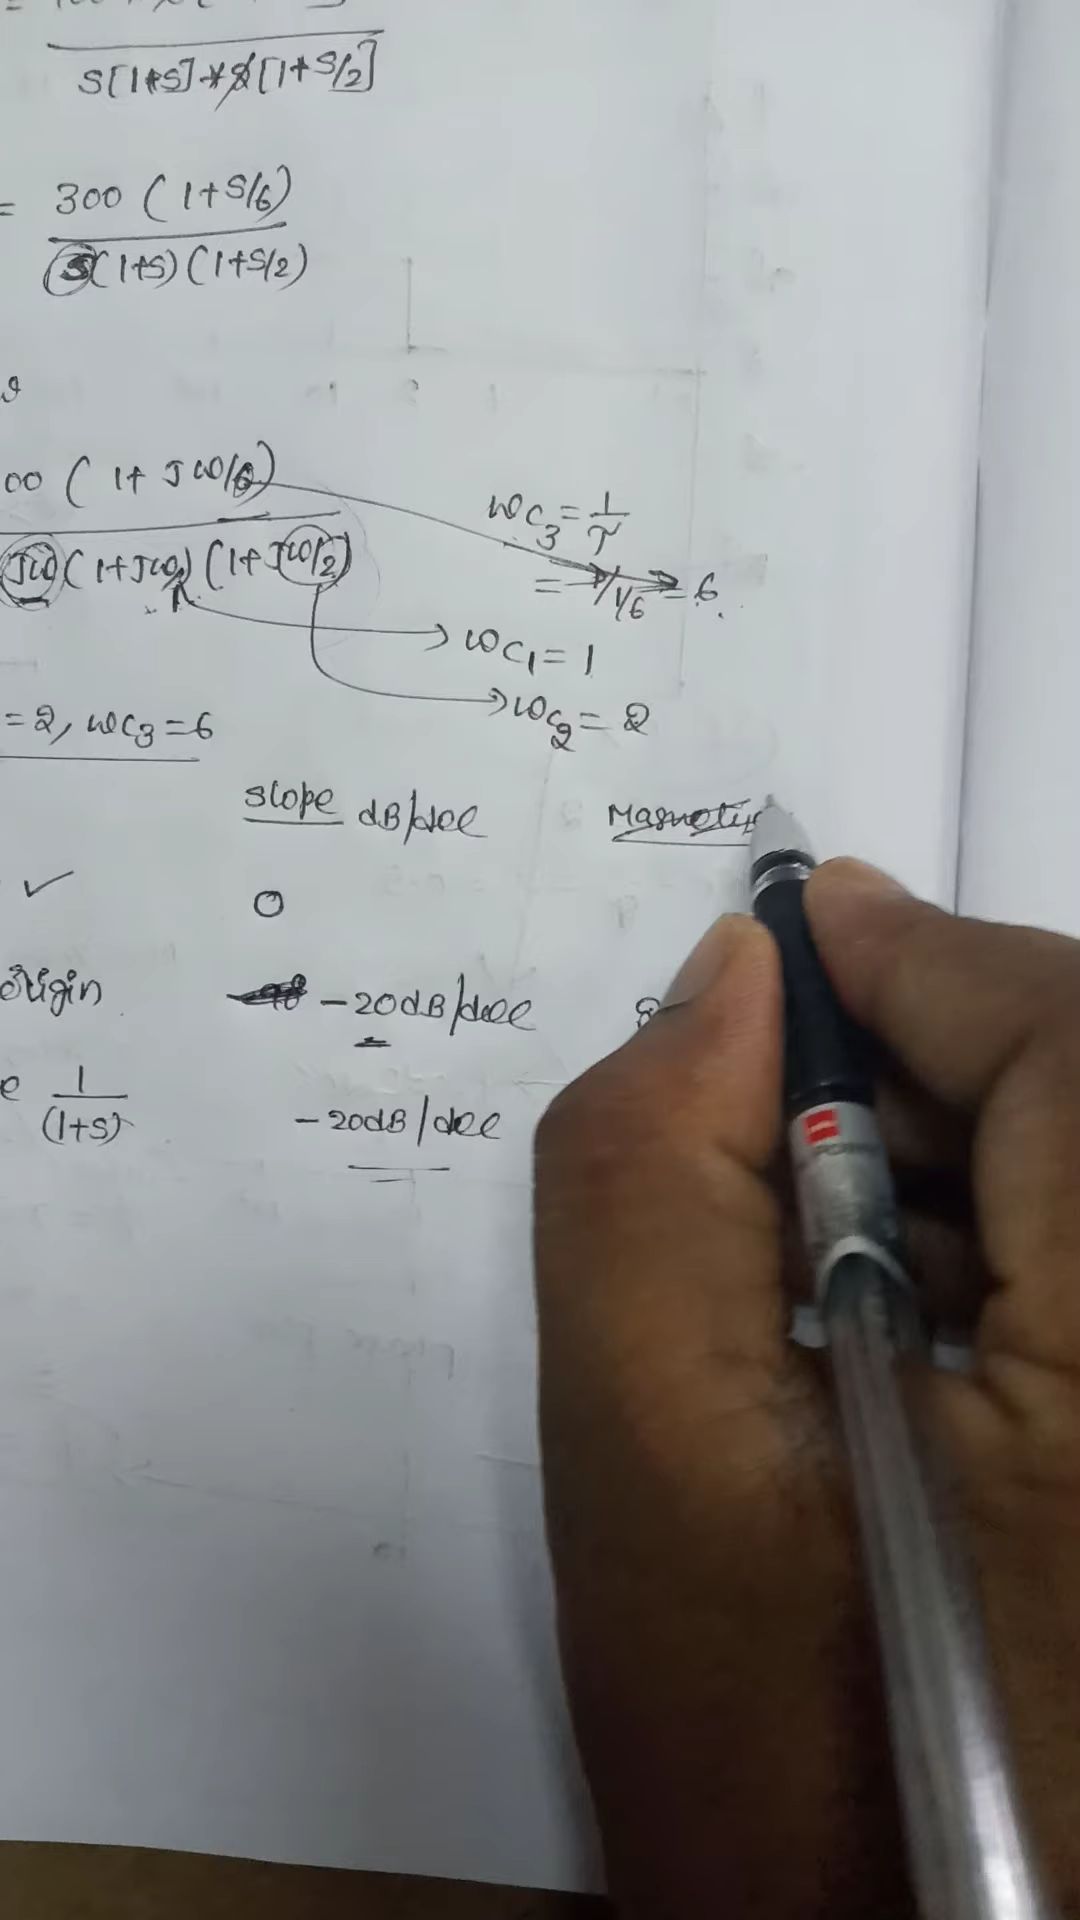 S[1+S] * 2[1+S/2]
= 300 (1+S/6)
S(1+S)(1+S/2)
00 (1+Jω/6)
Jω(1+Jω)(1+Jω/2)
ωc3 = 1/T
= 1/1/6 = 6.
ωc1 = 1
ωc2 = 2
=2, ωc3=6
slope dB/dec
✓ 0
origin -20dB/dec
e 1/(1+S) -20dB/dec